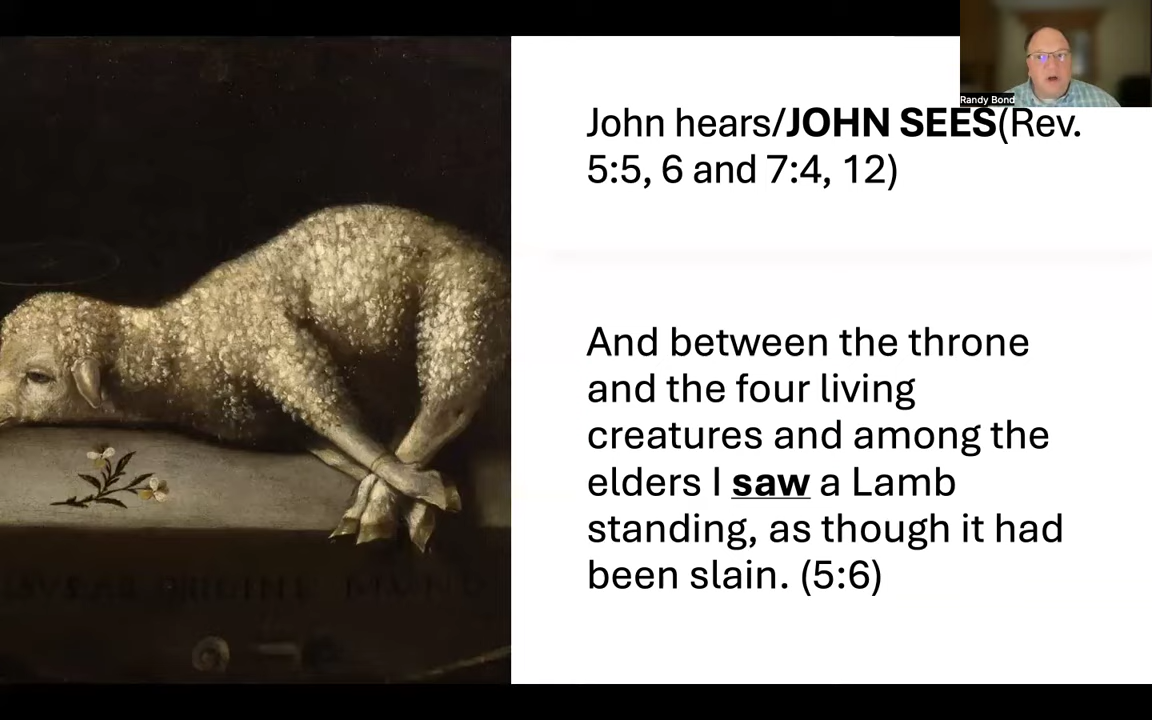 Randy Bond
John hears/JOHN SEES(Rev.
5:5, 6 and 7:4, 12)
And between the throne
and the four living
creatures and among the
elders I saw a Lamb
standing, as though it had
been slain. (5:6)